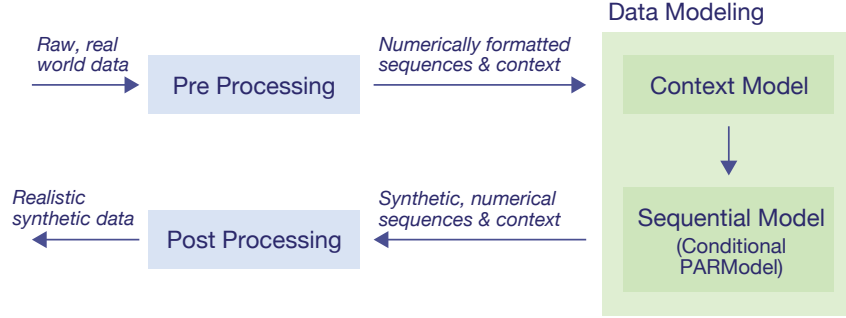 Data Modeling
Raw, real
world data
Pre Processing
Numerically formatted
sequences & context
Context Model
Realistic
synthetic data
Post Processing
Synthetic, numerical
sequences & context
Sequential Model
(Conditional
PARModel)